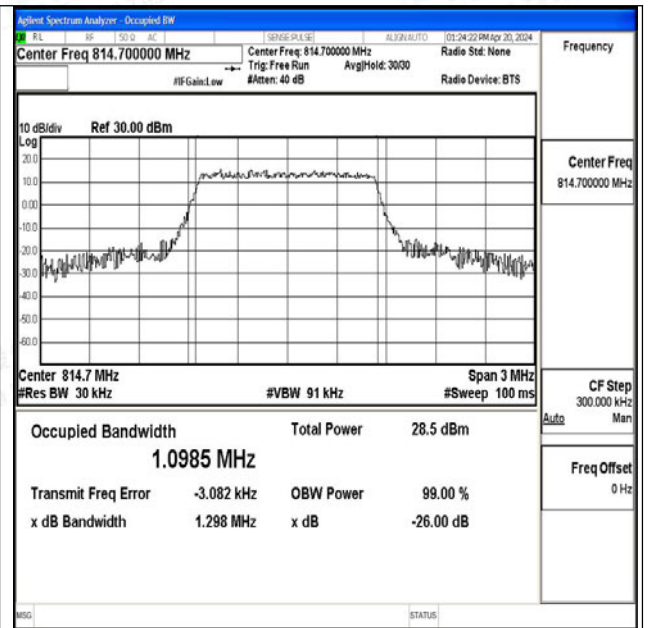 Agilent Spectrum Analyzer - Occupied BW
RL RF 50 Ω AC SENSE:PULSE ALIGN AUTO 01:24:22 PM Apr 20, 2024
Center Freq 814.700000 MHz Center Freq: 814.700000 MHz Radio Std: None Frequency
Trig: Free Run Avg|Hold: 30/30
#IFGain:Low #Atten: 40 dB Radio Device: BTS
10 dB/div Ref 30.00 dBm
Log
20.0
10.0
0.00
-10.0
-20.0
-30.0
-40.0
-50.0
-60.0
Center Freq
814.700000 MHz
Center 814.7 MHz Span 3 MHz
#Res BW 30 kHz #VBW 91 kHz #Sweep 100 ms
CF Step
300.000 kHz
Auto Man
Occupied Bandwidth Total Power 28.5 dBm
1.0985 MHz
Freq Offset
0 Hz
Transmit Freq Error -3.082 kHz OBW Power 99.00 %
x dB Bandwidth 1.298 MHz x dB -26.00 dB
MSG STATUS